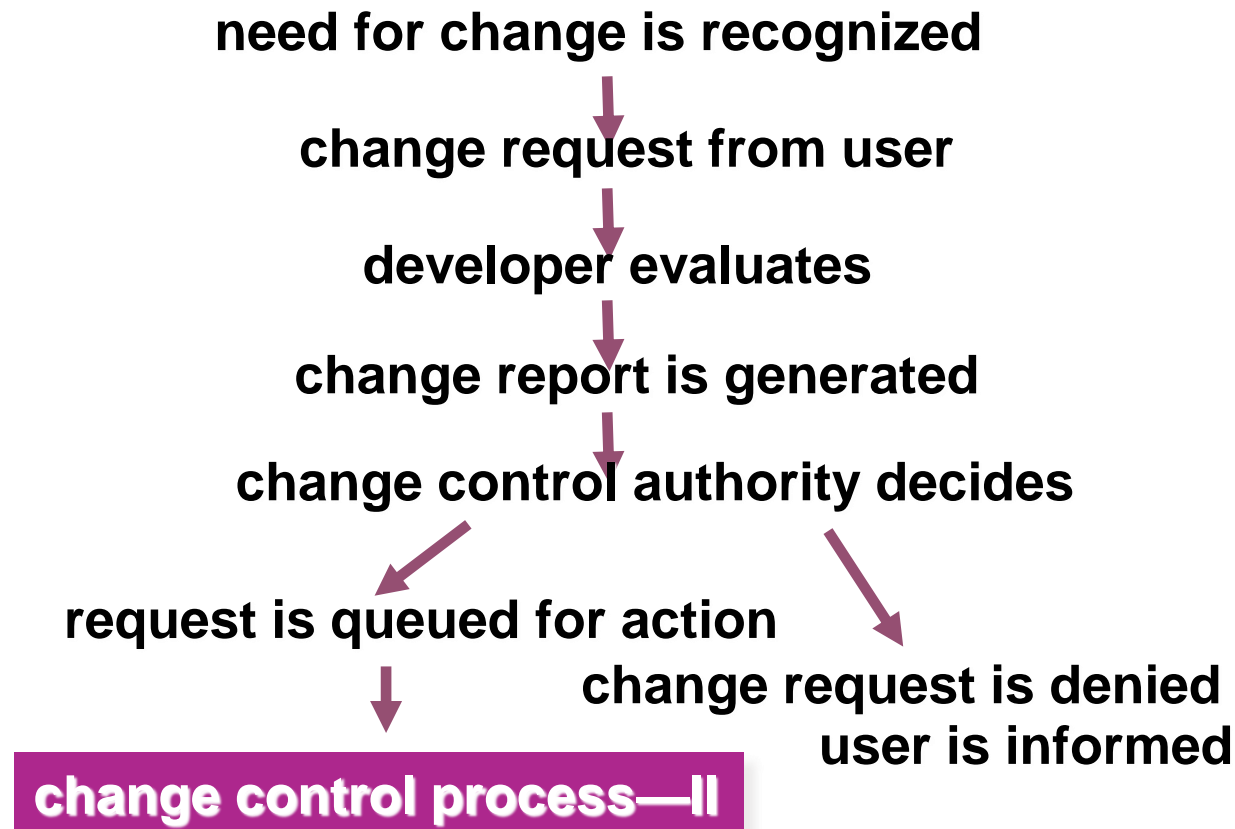 need for change is recognized
change request from user
developer evaluates
change report is generated
change control authority decides
request is queued for action
change request is denied
user is informed
change control process—II